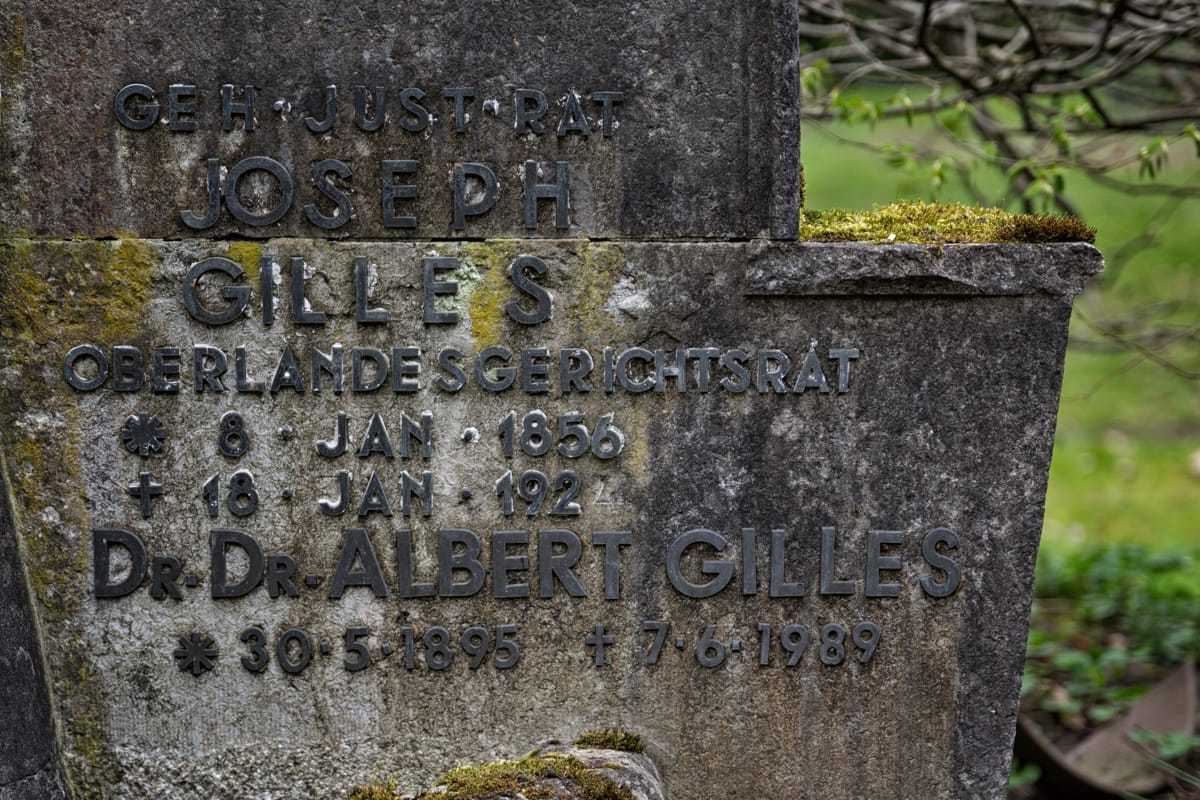 GEH·JUST·RAT
JOSEPH
GILLES
OBERLANDESGERICHTSRAT
* 8 · JAN · 1856
† 18 · JAN ·
DR·DR·ALBERT GILLES
* 30·5·1895 † 7·6·1989